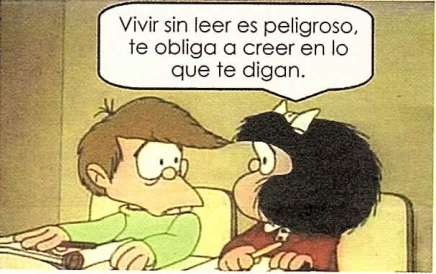 Vivir sin leer es peligroso,
te obliga a creer en lo
que te digan.